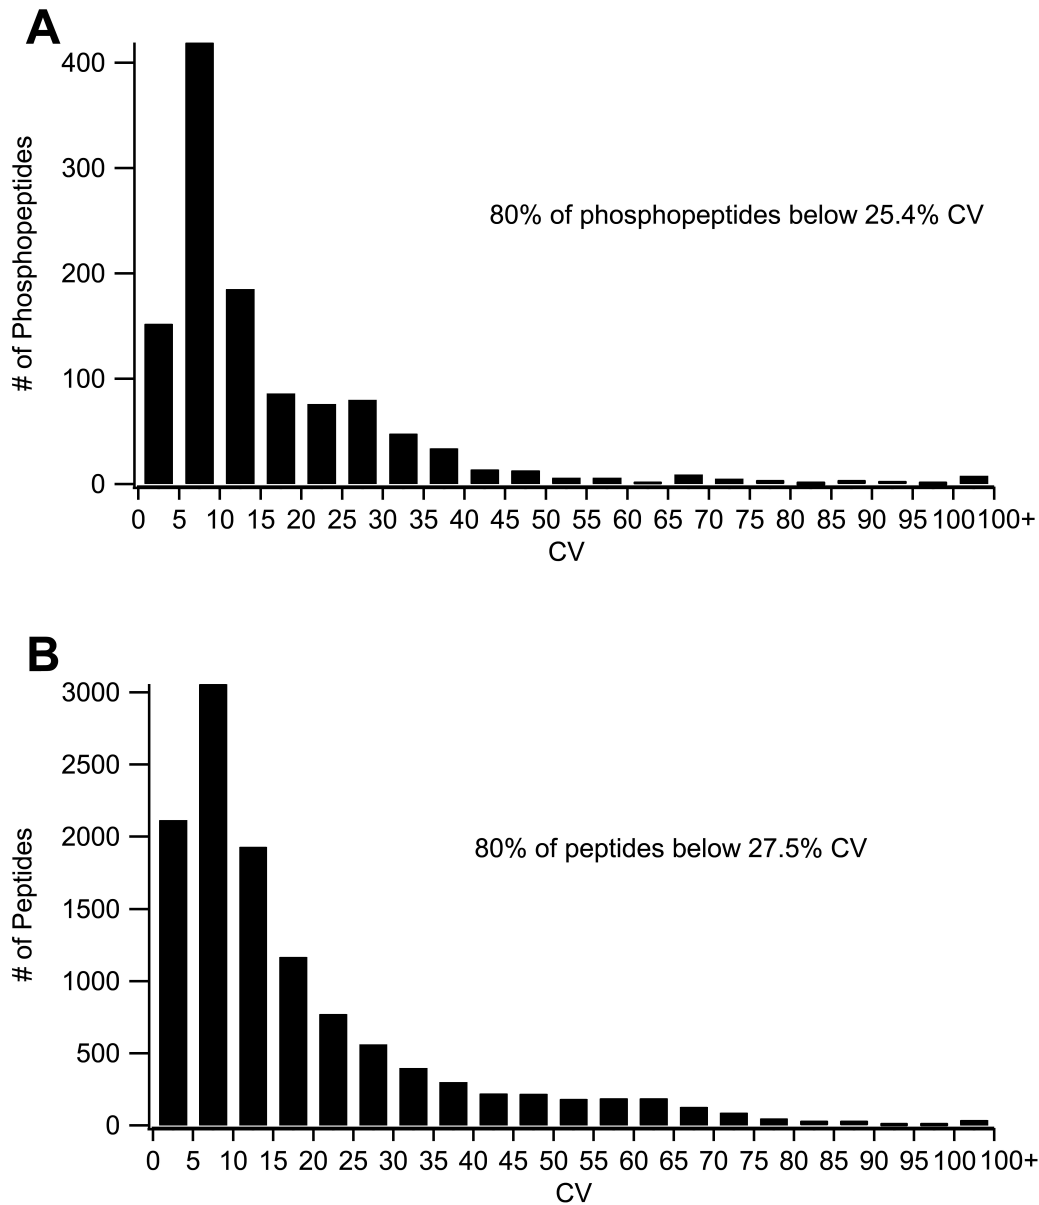 A
400
300
200
100
0
# of Phosphopeptides
80% of phosphopeptides below 25.4% CV
0 5 10 15 20 25 30 35 40 45 50 55 60 65 70 75 80 85 90 95 100 100+
CV
B
3000
2500
2000
1500
1000
500
0
# of Peptides
80% of peptides below 27.5% CV
0 5 10 15 20 25 30 35 40 45 50 55 60 65 70 75 80 85 90 95 100 100+
CV